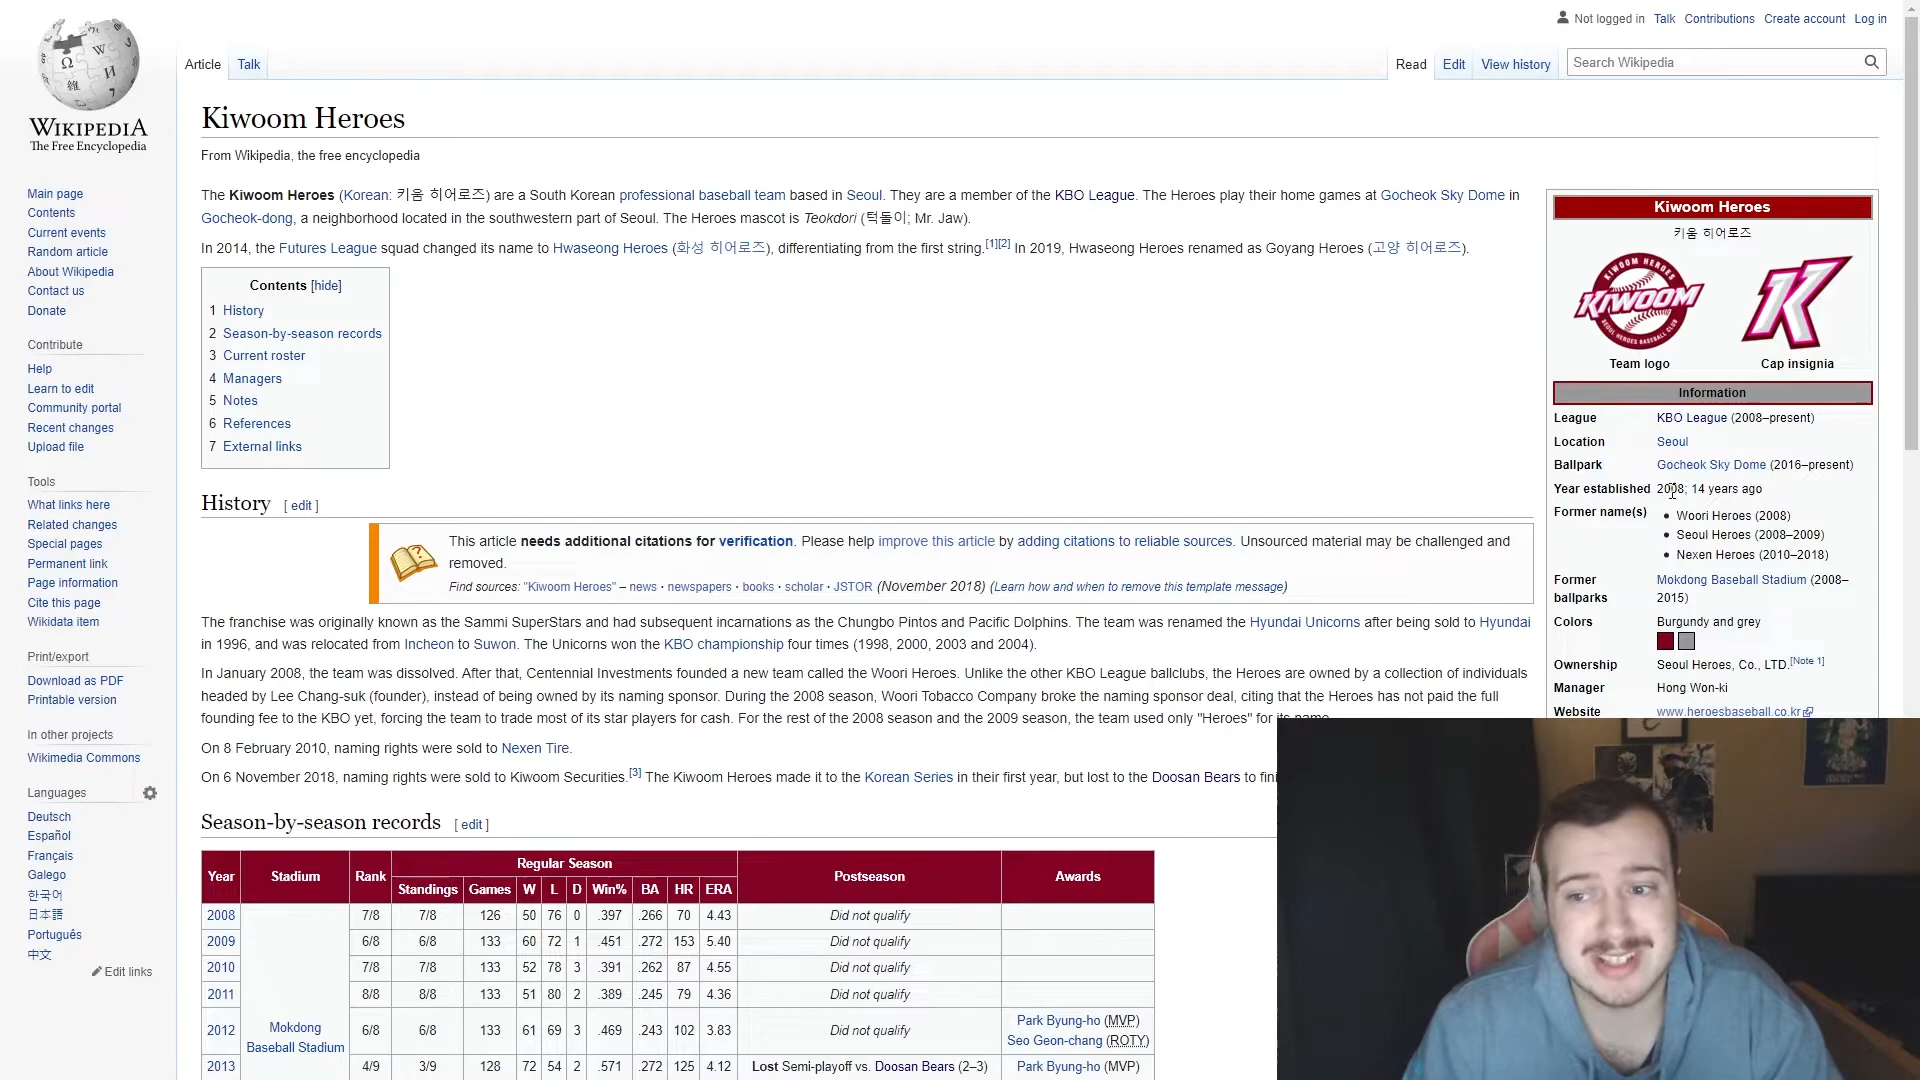 Not logged in Talk Contributions Create account Log in
Article Talk Read Edit View history Search Wikipedia
WIKIPEDIA
The Free Encyclopedia
Main page
Contents
Current events
Random article
About Wikipedia
Contact us
Donate
Contribute
Help
Learn to edit
Community portal
Recent changes
Upload file
Tools
What links here
Related changes
Special pages
Permanent link
Page information
Cite this page
Wikidata item
Print/export
Download as PDF
Printable version
In other projects
Wikimedia Commons
Languages
Deutsch
Español
Français
Galego
한국어
日本語
Português
中文
Edit links
Kiwoom Heroes
From Wikipedia, the free encyclopedia
The Kiwoom Heroes (Korean: 키움 히어로즈) are a South Korean professional baseball team based in Seoul. They are a member of the KBO League. The Heroes play their home games at Gocheok Sky Dome in
Gocheok-dong, a neighborhood located in the southwestern part of Seoul. The Heroes mascot is Teokdori (턱돌이; Mr. Jaw).
In 2014, the Futures League squad changed its name to Hwaseong Heroes (화성 히어로즈), differentiating from the first string.[1][2] In 2019, Hwaseong Heroes renamed as Goyang Heroes (고양 히어로즈).
Contents [hide]
1 History
2 Season-by-season records
3 Current roster
4 Managers
5 Notes
6 References
7 External links
History [ edit ]
This article needs additional citations for verification. Please help improve this article by adding citations to reliable sources. Unsourced material may be challenged and
removed.
Find sources: "Kiwoom Heroes" – news · newspapers · books · scholar · JSTOR (November 2018) (Learn how and when to remove this template message)
The franchise was originally known as the Sammi SuperStars and had subsequent incarnations as the Chungbo Pintos and Pacific Dolphins. The team was renamed the Hyundai Unicorns after being sold to Hyundai
in 1996, and was relocated from Incheon to Suwon. The Unicorns won the KBO championship four times (1998, 2000, 2003 and 2004).
In January 2008, the team was dissolved. After that, Centennial Investments founded a new team called the Woori Heroes. Unlike the other KBO League ballclubs, the Heroes are owned by a collection of individuals
headed by Lee Chang-suk (founder), instead of being owned by its naming sponsor. During the 2008 season, Woori Tobacco Company broke the naming sponsor deal, citing that the Heroes has not paid the full
founding fee to the KBO yet, forcing the team to trade most of its star players for cash. For the rest of the 2008 season and the 2009 season, the team used only "Heroes" for its name.
On 8 February 2010, naming rights were sold to Nexen Tire.
On 6 November 2018, naming rights were sold to Kiwoom Securities.[3] The Kiwoom Heroes made it to the Korean Series in their first year, but lost to the Doosan Bears to fini
Season-by-season records [ edit ]
Year Stadium Rank Regular Season Postseason Awards
Standings Games W L D Win% BA HR ERA
2008 7/8 7/8 126 50 76 0 .397 .266 70 4.43 Did not qualify
2009 6/8 6/8 133 60 72 1 .451 .272 153 5.40 Did not qualify
2010 7/8 7/8 133 52 78 3 .391 .262 87 4.55 Did not qualify
2011 8/8 8/8 133 51 80 2 .389 .245 79 4.36 Did not qualify
2012 6/8 6/8 133 61 69 3 .469 .243 102 3.83 Did not qualify Park Byung-ho (MVP)
Seo Geon-chang (ROTY)
Mokdong
Baseball Stadium
2013 4/9 3/9 128 72 54 2 .571 .272 125 4.12 Lost Semi-playoff vs. Doosan Bears (2–3) Park Byung-ho (MVP)
Kiwoom Heroes
키움 히어로즈
KIWOOM HEROES
KIWOOM
SEOUL HEROES BASEBALL CLUB
K
Team logo Cap insignia
Information
League KBO League (2008–present)
Location Seoul
Ballpark Gocheok Sky Dome (2016–present)
Year established 2008; 14 years ago
Former name(s) Woori Heroes (2008)
Seoul Heroes (2008–2009)
Nexen Heroes (2010–2018)
Former ballparks Mokdong Baseball Stadium (2008–
2015)
Colors Burgundy and grey
Ownership Seoul Heroes, Co., LTD.[Note 1]
Manager Hong Won-ki
Website www.heroesbaseball.co.kr